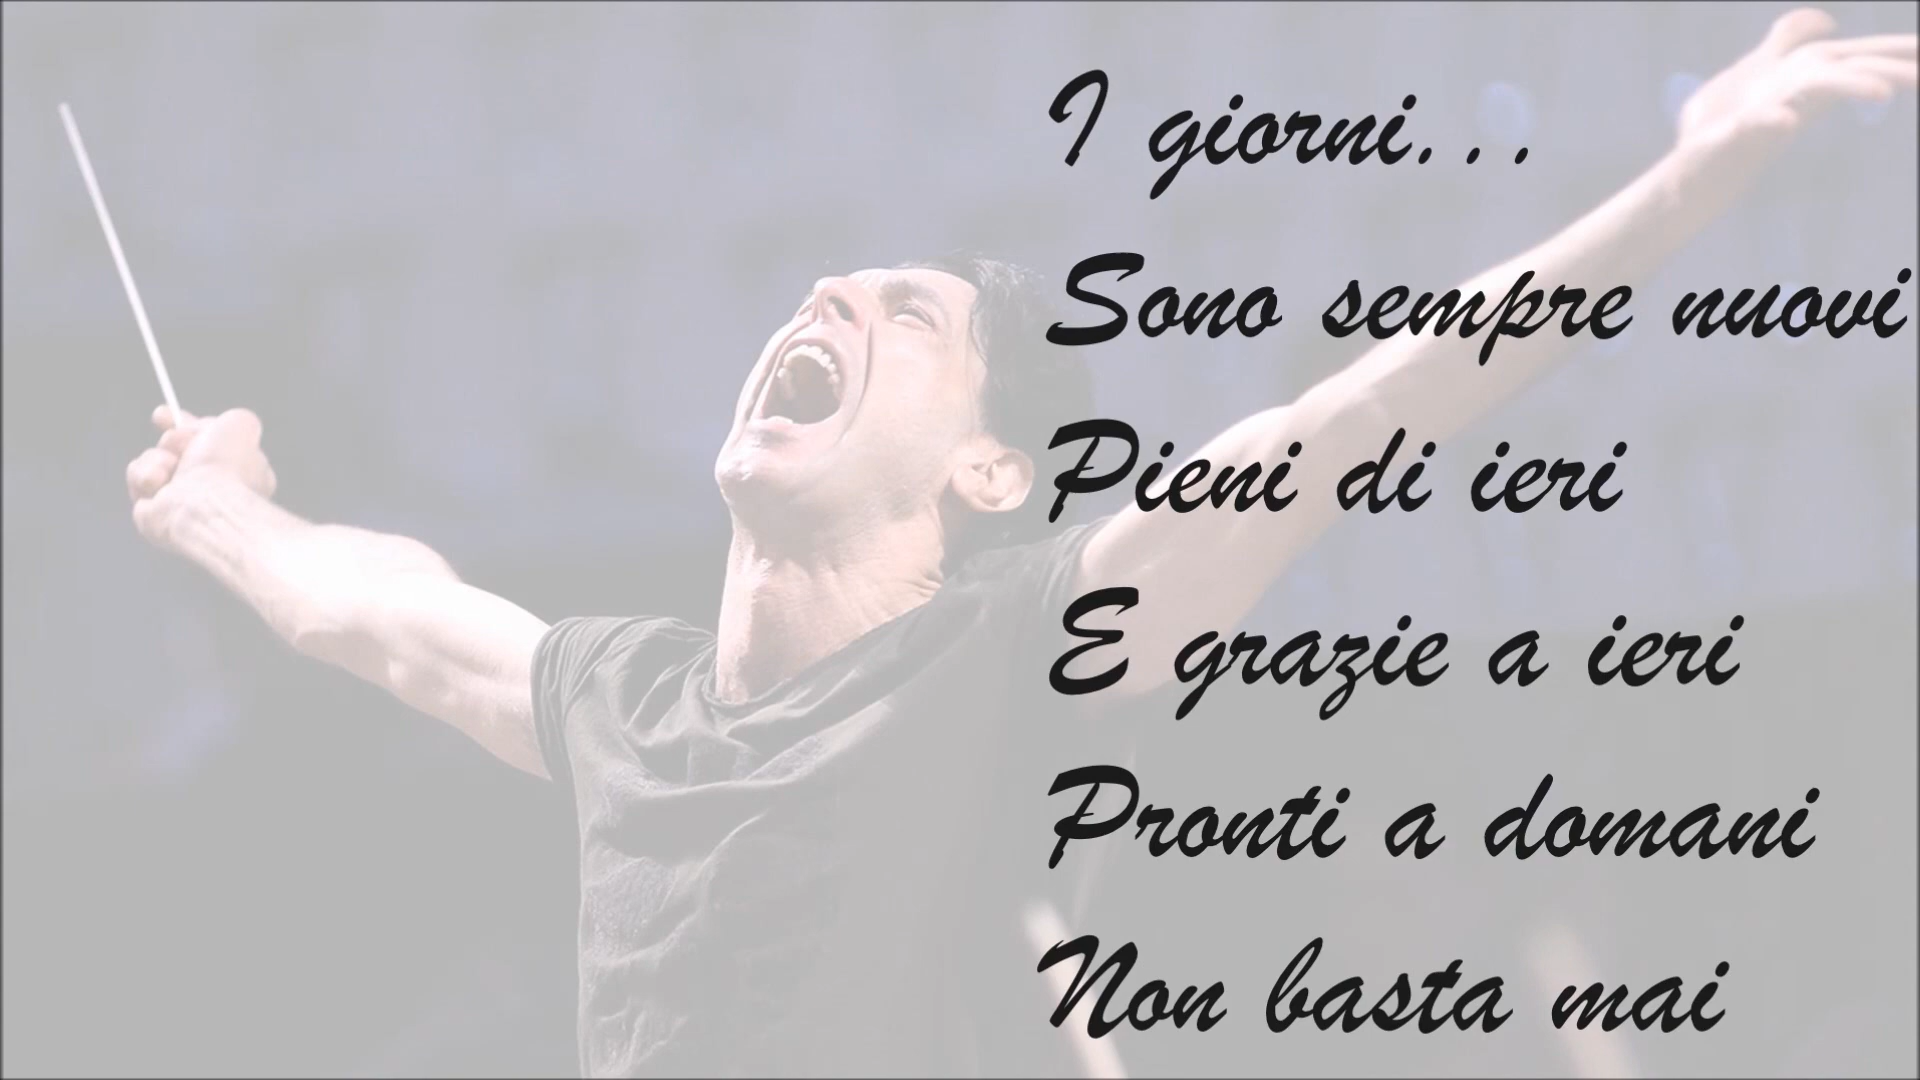 I giorni...
Sono sempre nuovi
Pieni di ieri
E grazie a ieri
Pronti a domani
Non basta mai